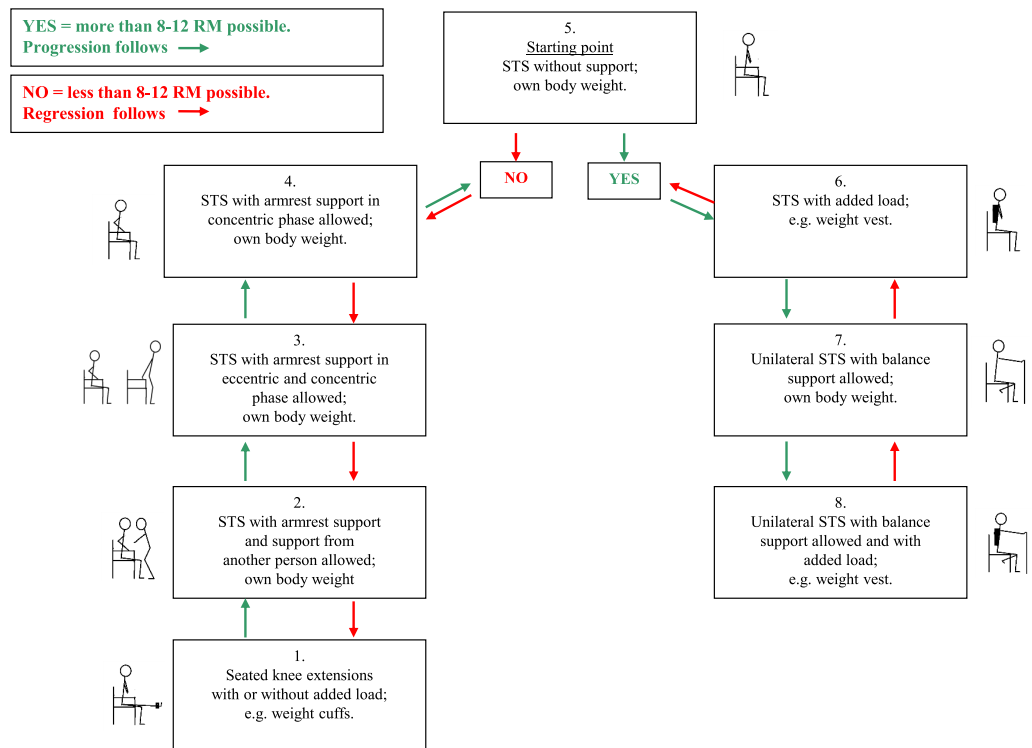 YES = more than 8-12 RM possible.
Progression follows
NO = less than 8-12 RM possible.
Regression follows
5.
Starting point
STS without support;
own body weight.
NO
YES
4.
STS with armrest support in
concentric phase allowed;
own body weight.
6.
STS with added load;
e.g. weight vest.
3.
STS with armrest support in
eccentric and concentric
phase allowed;
own body weight.
7.
Unilateral STS with balance
support allowed;
own body weight.
2.
STS with armrest support
and support from
another person allowed;
own body weight
8.
Unilateral STS with balance
support allowed and with
added load;
e.g. weight vest.
1.
Seated knee extensions
with or without added load;
e.g. weight cuffs.